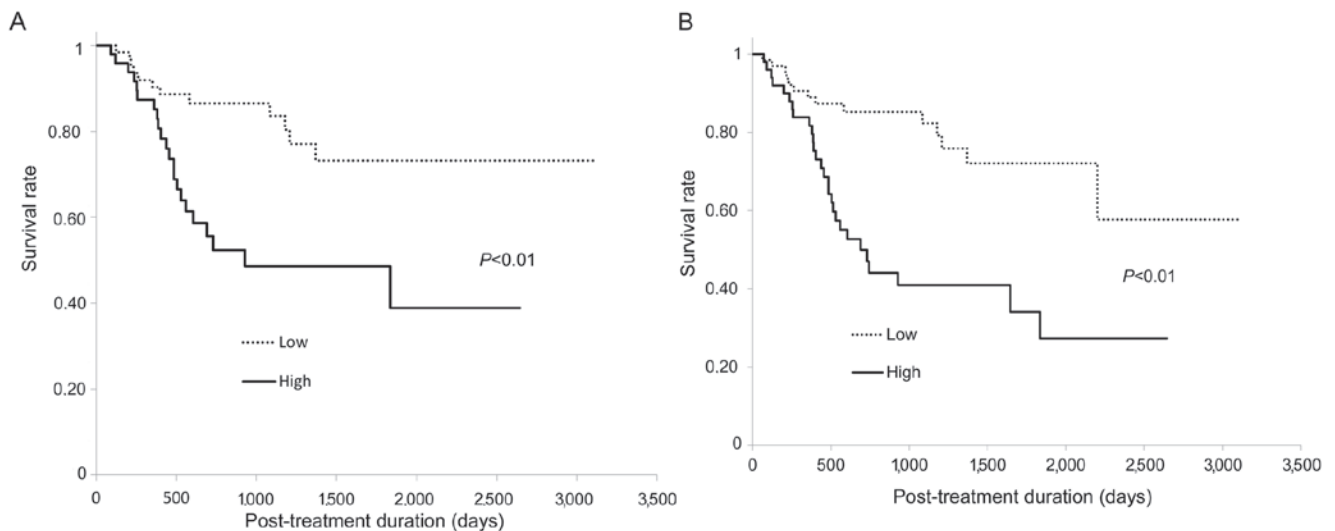 A
1
0.80
0.60
0.40
0.20
0
Survival rate
P<0.01
Low
High
0
500
1,000
1,500
2,000
2,500
3,000
3,500
Post-treatment duration (days)
B
1
0.80
0.60
0.40
0.20
0
Survival rate
P<0.01
Low
High
0
500
1,000
1,500
2,000
2,500
3,000
3,500
Post-treatment duration (days)